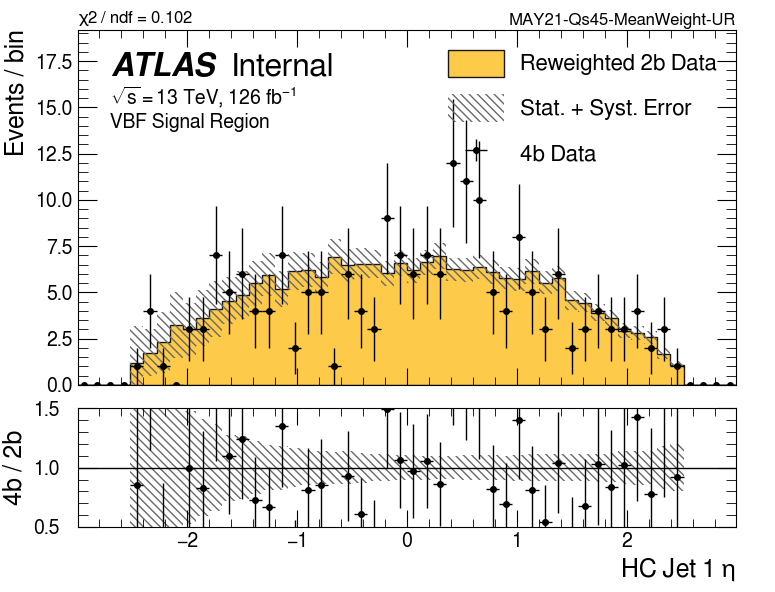 χ2 / ndf = 0.102
MAY21-Qs45-MeanWeight-UR
Events / bin
17.5
15.0
12.5
10.0
7.5
5.0
2.5
0.0
ATLAS Internal
√s = 13 TeV, 126 fb⁻¹
VBF Signal Region
Reweighted 2b Data
Stat. + Syst. Error
4b Data
4b / 2b
1.5
1.0
0.5
−2 −1 0 1 2
HC Jet 1 η